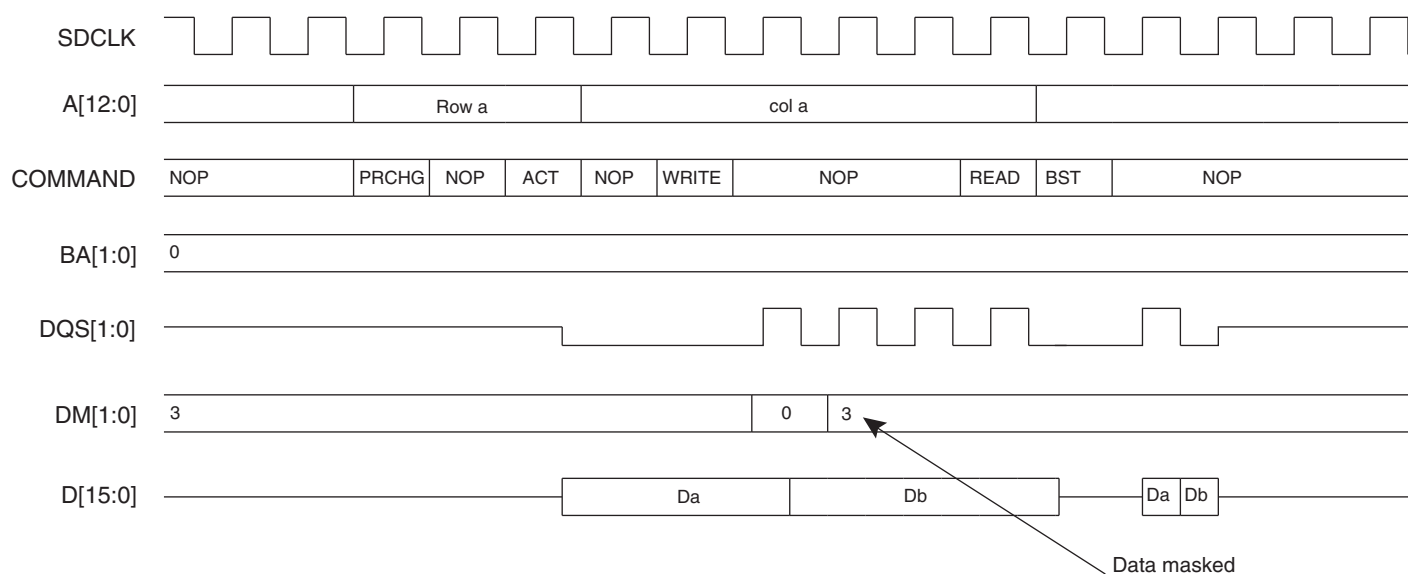 SDCLK
A[12:0] Row a col a
COMMAND NOP PRCHG NOP ACT NOP WRITE NOP READ BST NOP
BA[1:0] 0
DQS[1:0]
DM[1:0] 3 0 3
D[15:0] Da Db Da Db
Data masked